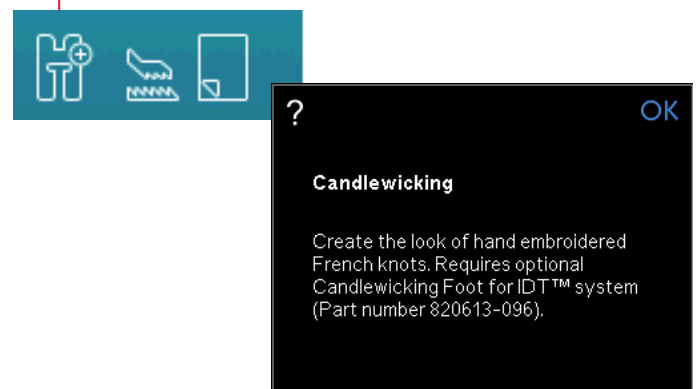 ? OK
Candlewicking
Create the look of hand embroidered
French knots. Requires optional
Candlewicking Foot for IDT™ system
(Part number 820613-096).